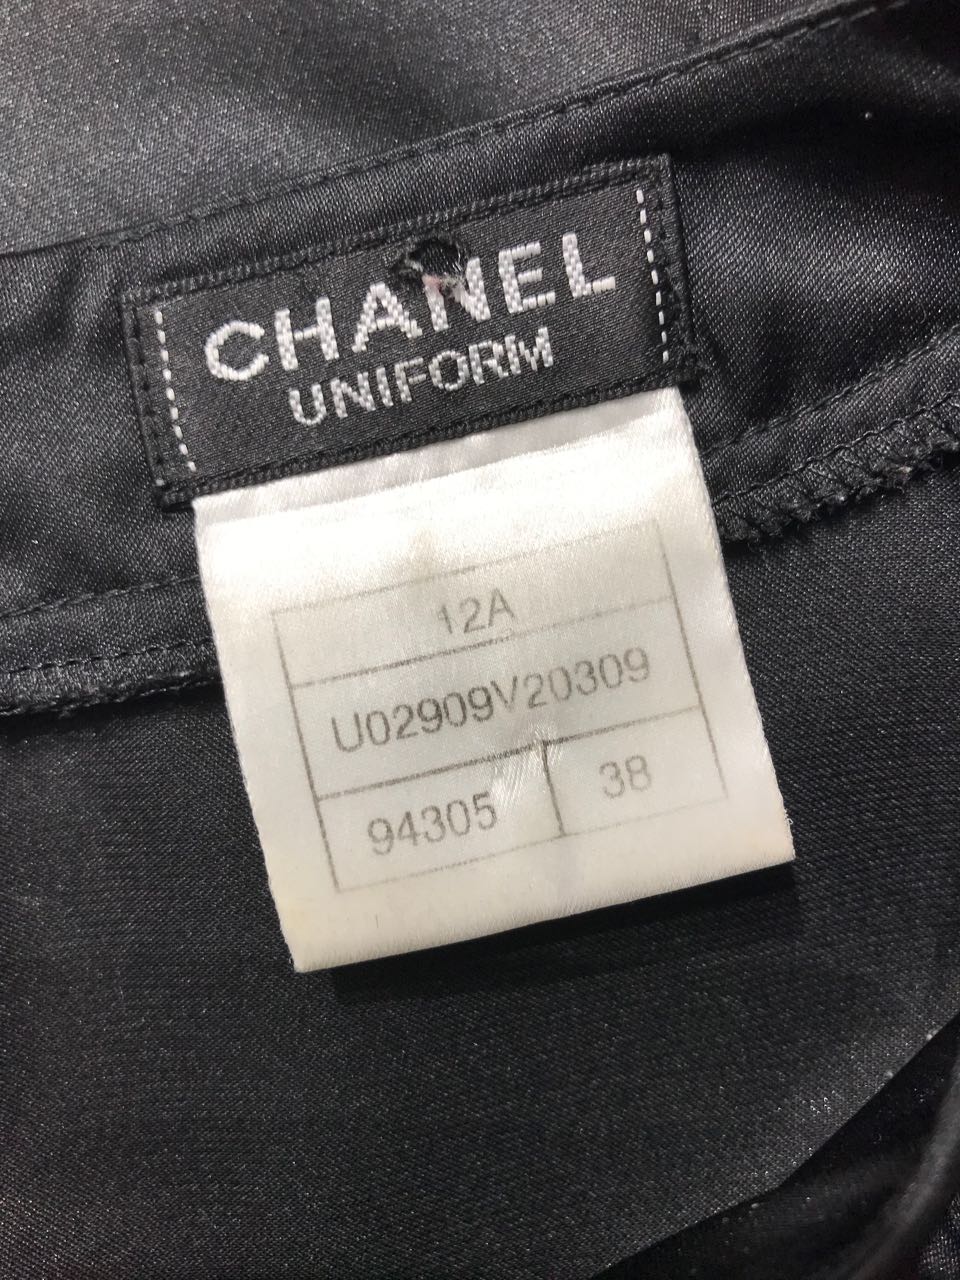 CHANEL
UNIFORM
12A
U02909V20309
94305 38